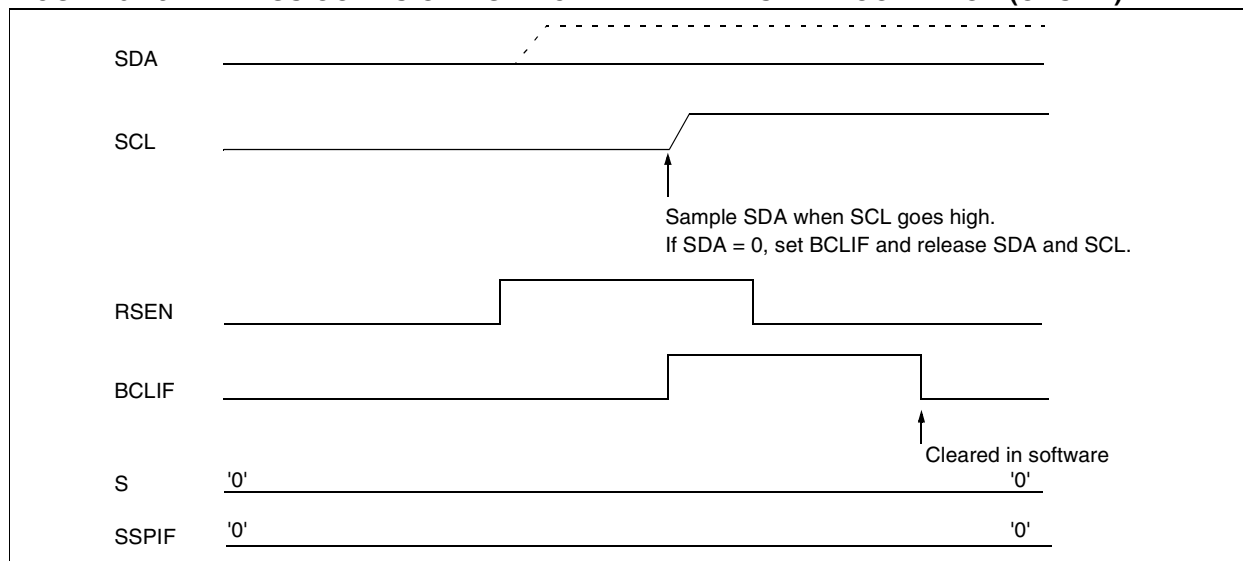 SDA
SCL
Sample SDA when SCL goes high.
If SDA = 0, set BCLIF and release SDA and SCL.
RSEN
BCLIF
Cleared in software
S '0' '0'
SSPIF '0' '0'